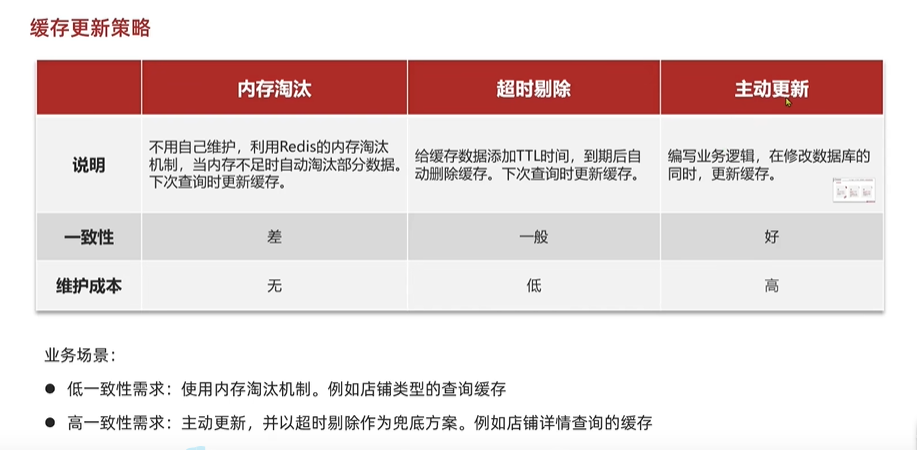 缓存更新策略
内存淘汰 超时剔除 主动更新
说明
不用自己维护，利用Redis的内存淘汰
机制，当内存不足时自动淘汰部分数据。
下次查询时更新缓存。
给缓存数据添加TTL时间，到期后自
动删除缓存。下次查询时更新缓存。
编写业务逻辑，在修改数据库的
同时，更新缓存。
一致性 差 一般 好
维护成本 无 低 高
业务场景：
● 低一致性需求：使用内存淘汰机制。例如店铺类型的查询缓存
● 高一致性需求：主动更新，并以超时剔除作为兜底方案。例如店铺详情查询的缓存